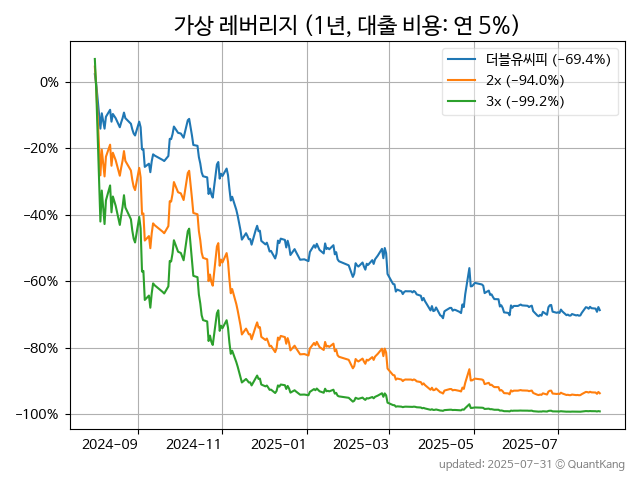 가상 레버리지 (1년, 대출 비용: 연 5%)
더블유씨피 (−69.4%)
2x (−94.0%)
3x (−99.2%)
0%
−20%
−40%
−60%
−80%
−100%
2024-09 2024-11 2025-01 2025-03 2025-05 2025-07
updated: 2025-07-31 © QuantKang